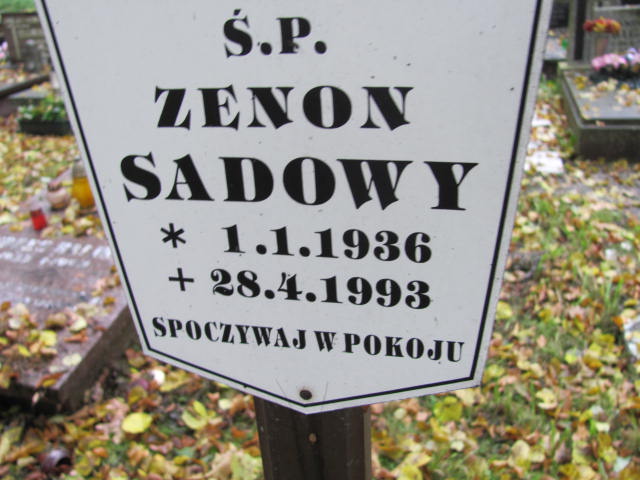 Ś.P.
ZENON
SADOWY
* 1.1.1936
+ 28.4.1993
SPOCZYWAJ W POKOJU